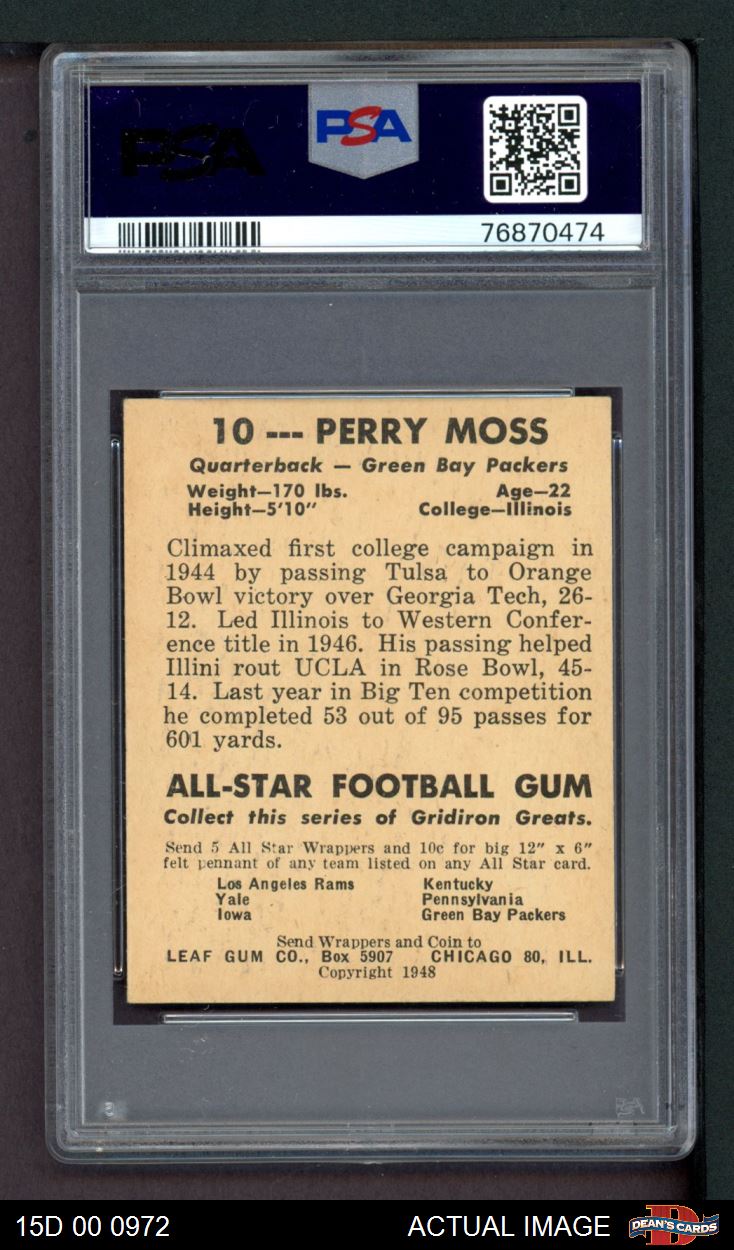 PSA
PSA
76870474
10 --- PERRY MOSS
Quarterback — Green Bay Packers
Weight—170 lbs. Age—22
Height—5'10" College—Illinois
Climaxed first college campaign in
1944 by passing Tulsa to Orange
Bowl victory over Georgia Tech, 26-
12. Led Illinois to Western Confer-
ence title in 1946. His passing helped
Illini rout UCLA in Rose Bowl, 45-
14. Last year in Big Ten competition
he completed 53 out of 95 passes for
601 yards.
ALL-STAR FOOTBALL GUM
Collect this series of Gridiron Greats.
Send 5 All Star Wrappers and 10c for big 12" x 6"
felt pennant of any team listed on any All Star card.
Los Angeles Rams Kentucky
Yale Pennsylvania
Iowa Green Bay Packers
Send Wrappers and Coin to
LEAF GUM CO., Box 5907 CHICAGO 80, ILL.
Copyright 1948
15D 00 0972 ACTUAL IMAGE DEAN'S CARDS